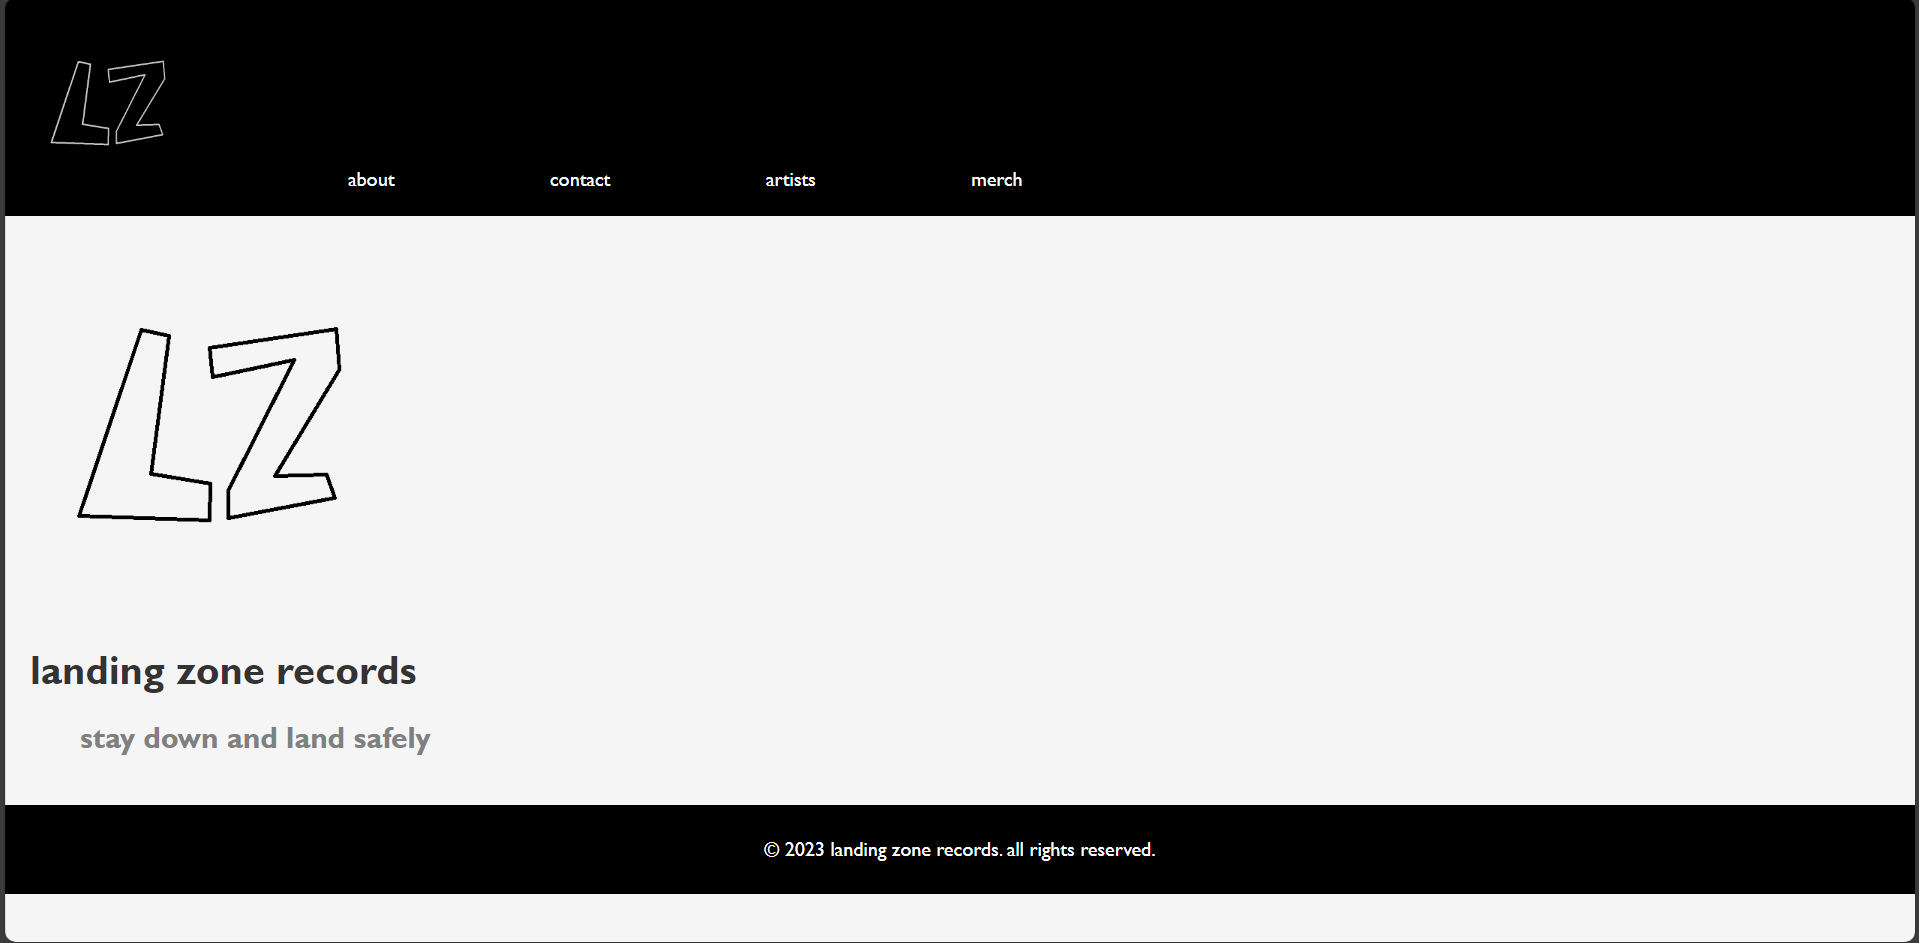 LZ
about contact artists merch
LZ
landing zone records
stay down and land safely
© 2023 landing zone records. all rights reserved.